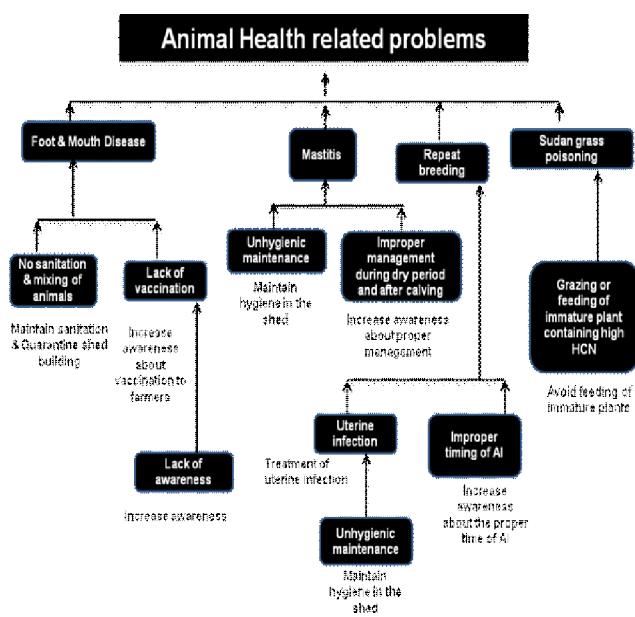 Animal Health related problems
Foot & Mouth Disease
Mastitis
Repeat
breeding
Sudan grass
poisoning
No sanitation
& mixing of
animals
Maintain sanitation
& Quarantine shed
building
Lack of
vaccination
Increase
awareness
about
vaccination to
farmers
Unhygienic
maintenance
Maintain
hygiene in the
shed
Improper
management
during dry period
and after calving
Increase awareness
about proper
management
Grazing or
feeding of
immature plant
containing high
HCN
Avoid feeding of
immature plants
Lack of
awareness
Increase awareness
Uterine
infection
Treatment of
uterine infection
Improper
timing of AI
Increase
awareness
about the proper
time of AI
Unhygienic
maintenance
Maintain
hygiene in the
shed